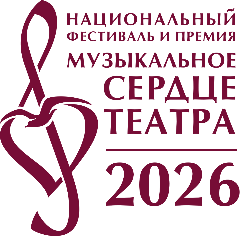 НАЦИОНАЛЬНЫЙ
ФЕСТИВАЛЬ И ПРЕМИЯ
МУЗЫКАЛЬНОЕ
СЕРДЦЕ
ТЕАТРА
2026